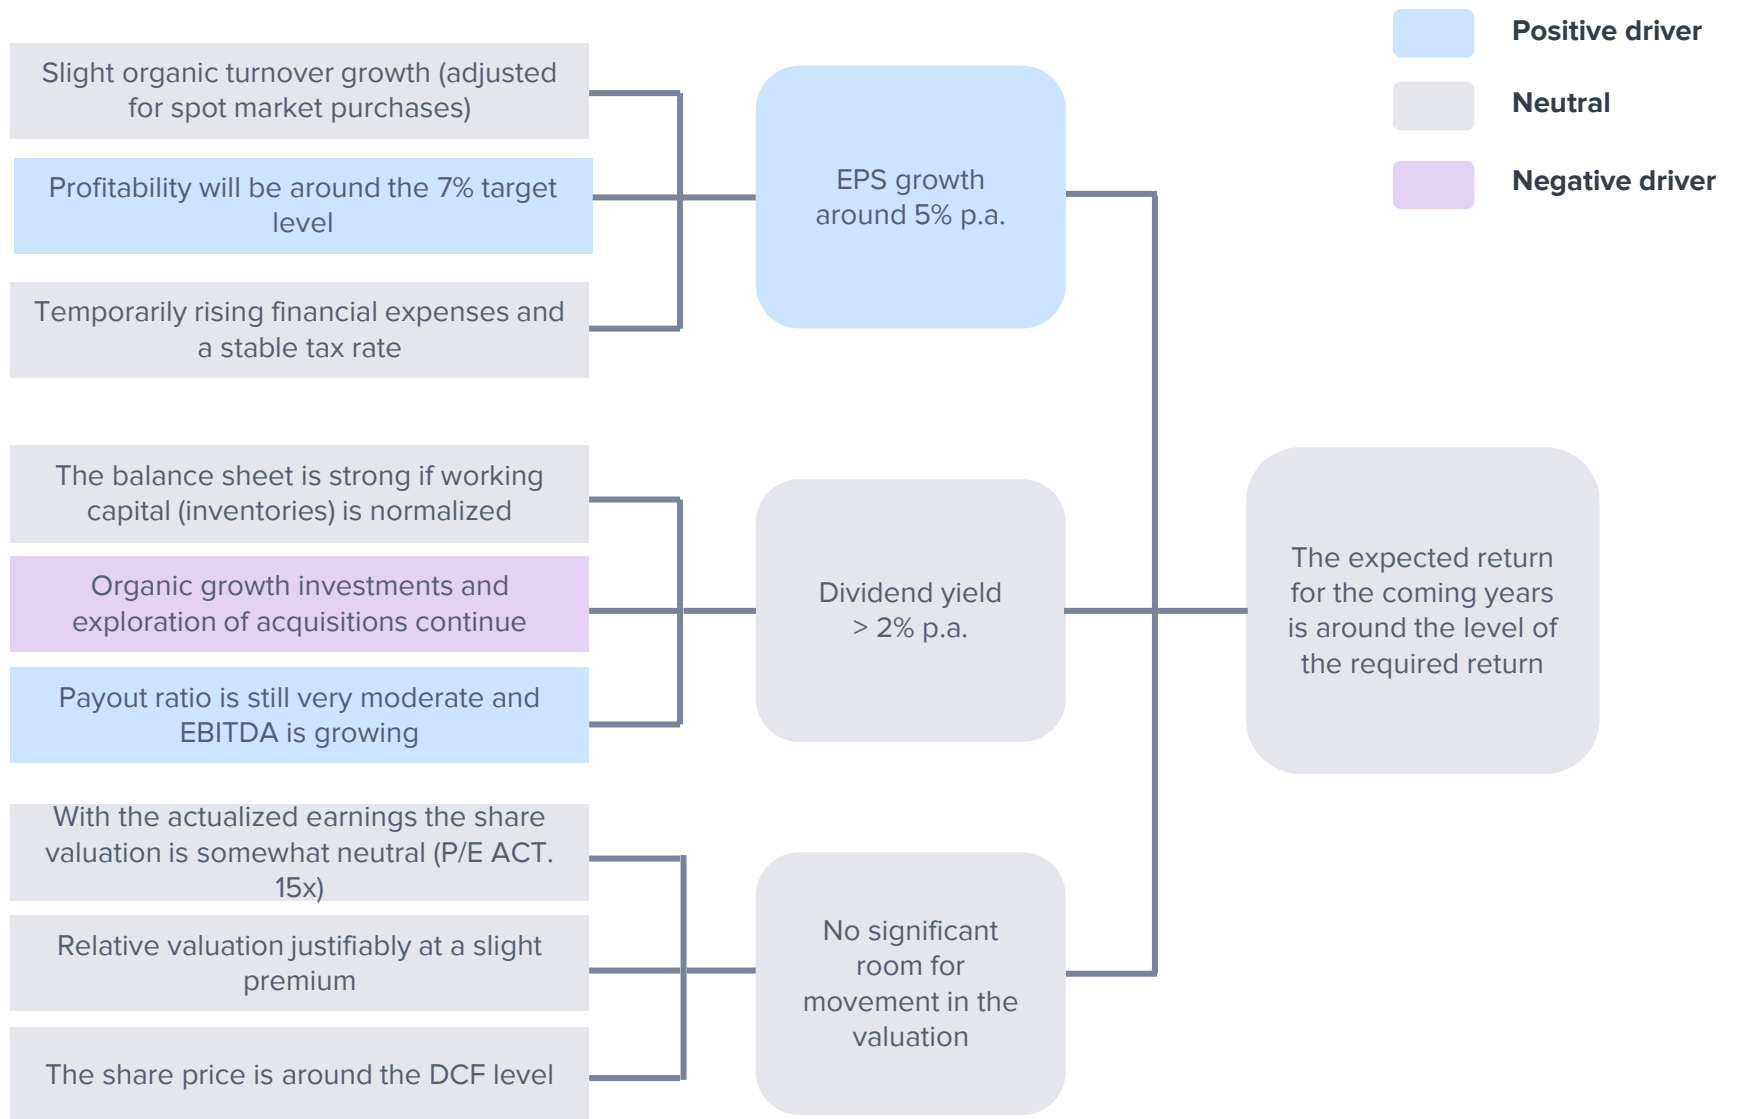 Slight organic turnover growth (adjusted
for spot market purchases)
Profitability will be around the 7% target
level
Temporarily rising financial expenses and
a stable tax rate
EPS growth
around 5% p.a.
The balance sheet is strong if working
capital (inventories) is normalized
Organic growth investments and
exploration of acquisitions continue
Payout ratio is still very moderate and
EBITDA is growing
Dividend yield
> 2% p.a.
With the actualized earnings the share
valuation is somewhat neutral (P/E ACT.
15x)
Relative valuation justifiably at a slight
premium
The share price is around the DCF level
No significant
room for
movement in the
valuation
The expected return
for the coming years
is around the level of
the required return
Positive driver
Neutral
Negative driver